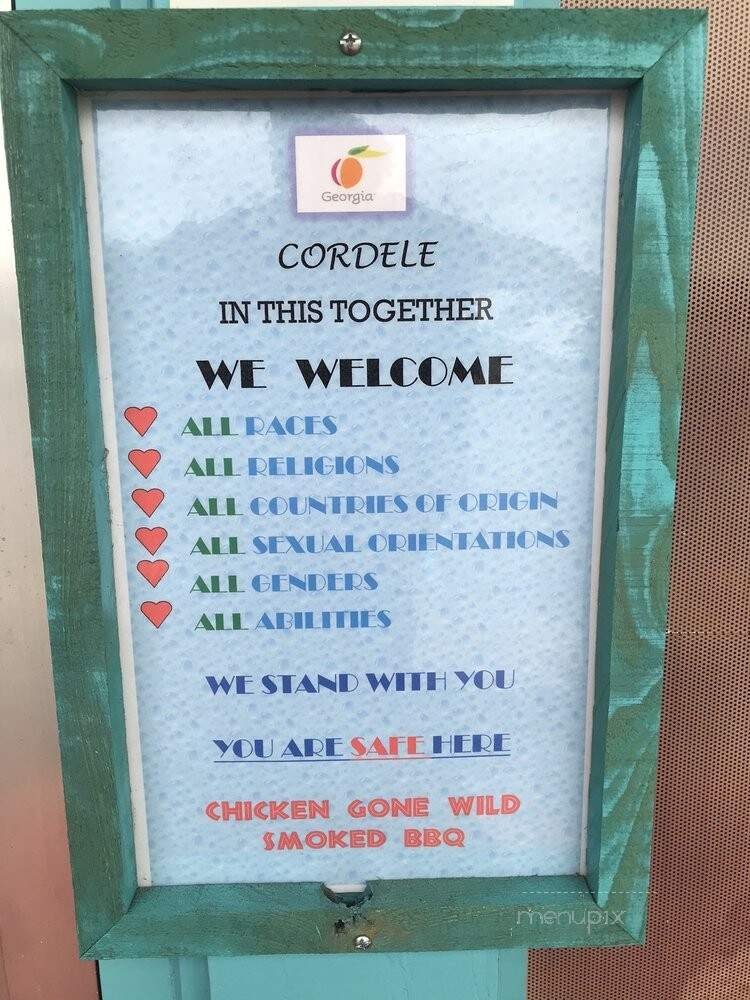 Georgia
CORDELE
IN THIS TOGETHER
WE WELCOME
ALL RACES
ALL RELIGIONS
ALL COUNTRIES OF ORIGIN
ALL SEXUAL ORIENTATIONS
ALL GENDERS
ALL ABILITIES
WE STAND WITH YOU
YOU ARE SAFE HERE
CHICKEN GONE WILD
SMOKED BBQ
menupix